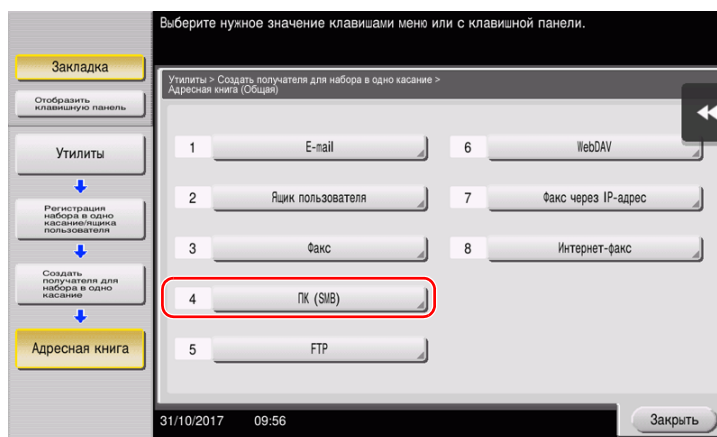 Выберите нужное значение клавишами меню или с клавишной панели.
Закладка
Отобразить
клавишную панель
Утилиты
Регистрация
набора в одно
касание/ящика
пользователя
Создать
получателя для
набора в одно
касание
Адресная книга
Утилиты > Создать получателя для набора в одно касание >
Адресная книга (Общая)
1 E-mail
2 Ящик пользователя
3 Факс
4 ПК (SMB)
5 FTP
6 WebDAV
7 Факс через IP-адрес
8 Интернет-факс
31/10/2017 09:56
Закрыть